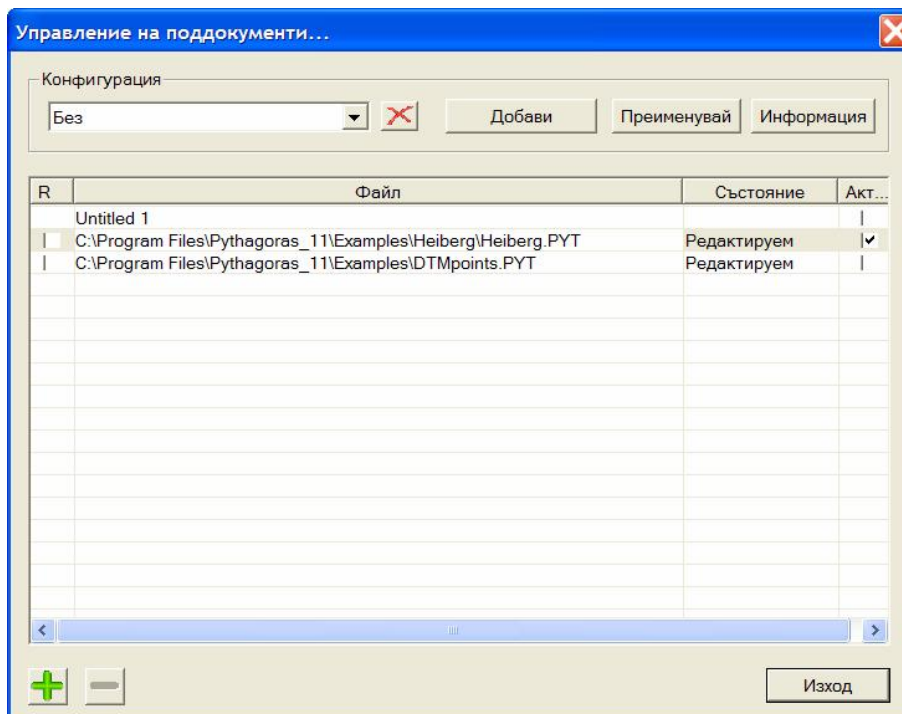 Управление на поддокументи...
Конфигурация
Без Добави Преименувай Информация
R Файл Състояние Акт...
Untitled 1
C:\Program Files\Pythagoras_11\Examples\Heiberg\Heiberg.PYT Редактируем
C:\Program Files\Pythagoras_11\Examples\DTMpoints.PYT Редактируем
Изход